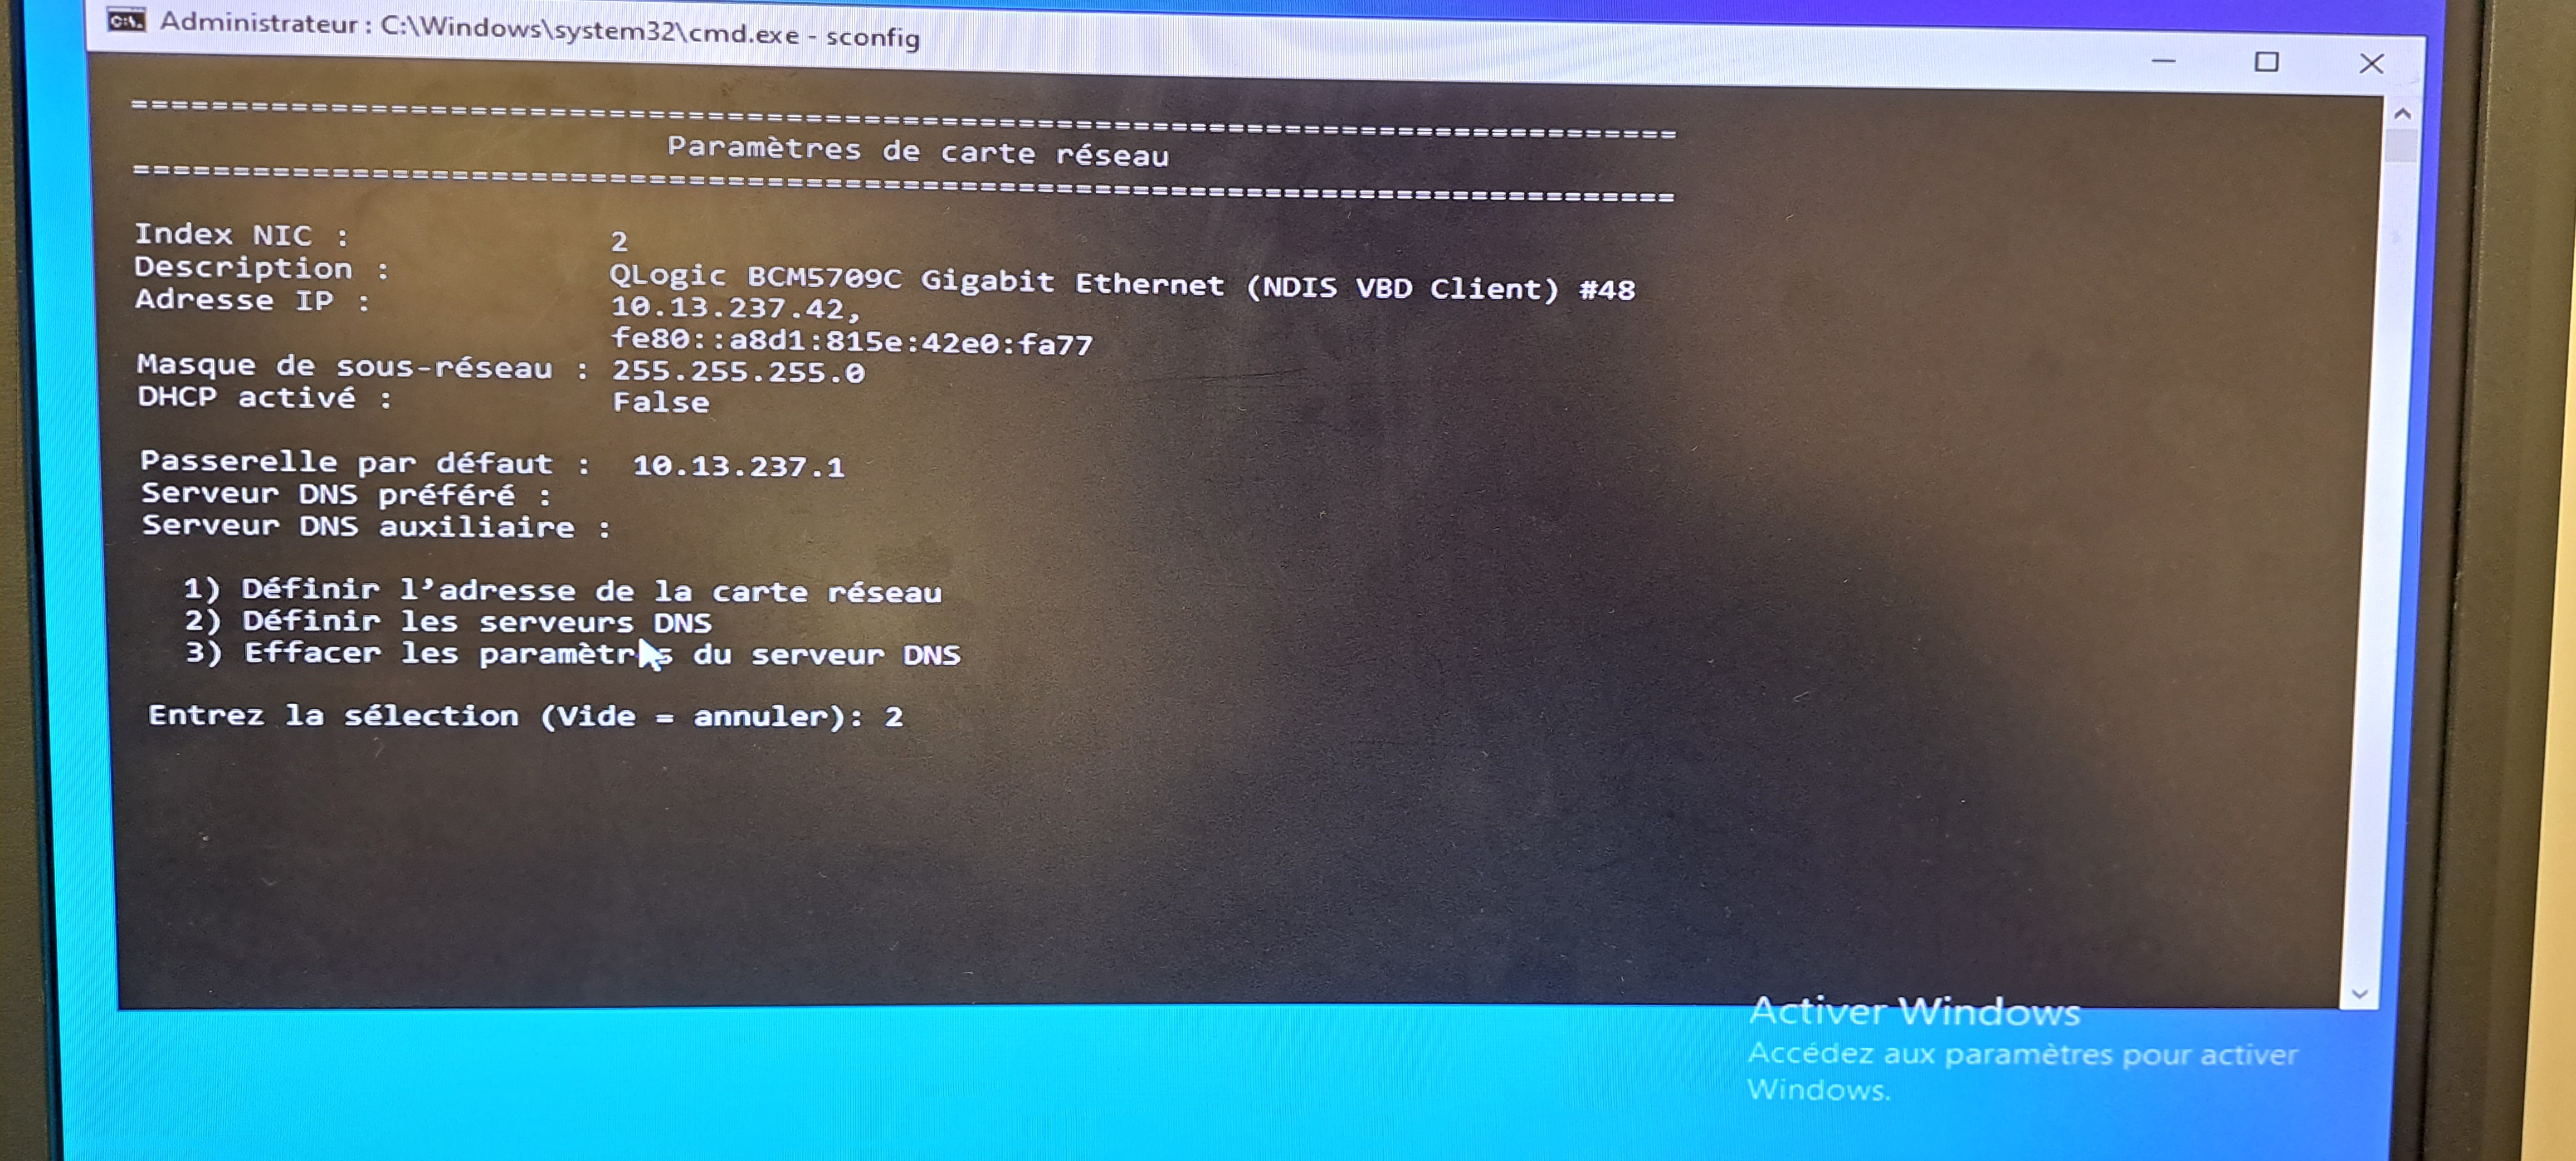 Administrateur : C:\Windows\system32\cmd.exe - sconfig
================================================================================
Paramètres de carte réseau
================================================================================
Index NIC : 2
Description : QLogic BCM5709C Gigabit Ethernet (NDIS VBD Client) #48
Adresse IP : 10.13.237.42,
fe80::a8d1:815e:42e0:fa77
Masque de sous-réseau : 255.255.255.0
DHCP activé : False
Passerelle par défaut : 10.13.237.1
Serveur DNS préféré :
Serveur DNS auxiliaire :
1) Définir l’adresse de la carte réseau
2) Définir les serveurs DNS
3) Effacer les paramètres du serveur DNS
Entrez la sélection (Vide = annuler): 2
Activer Windows
Accédez aux paramètres pour activer
Windows.